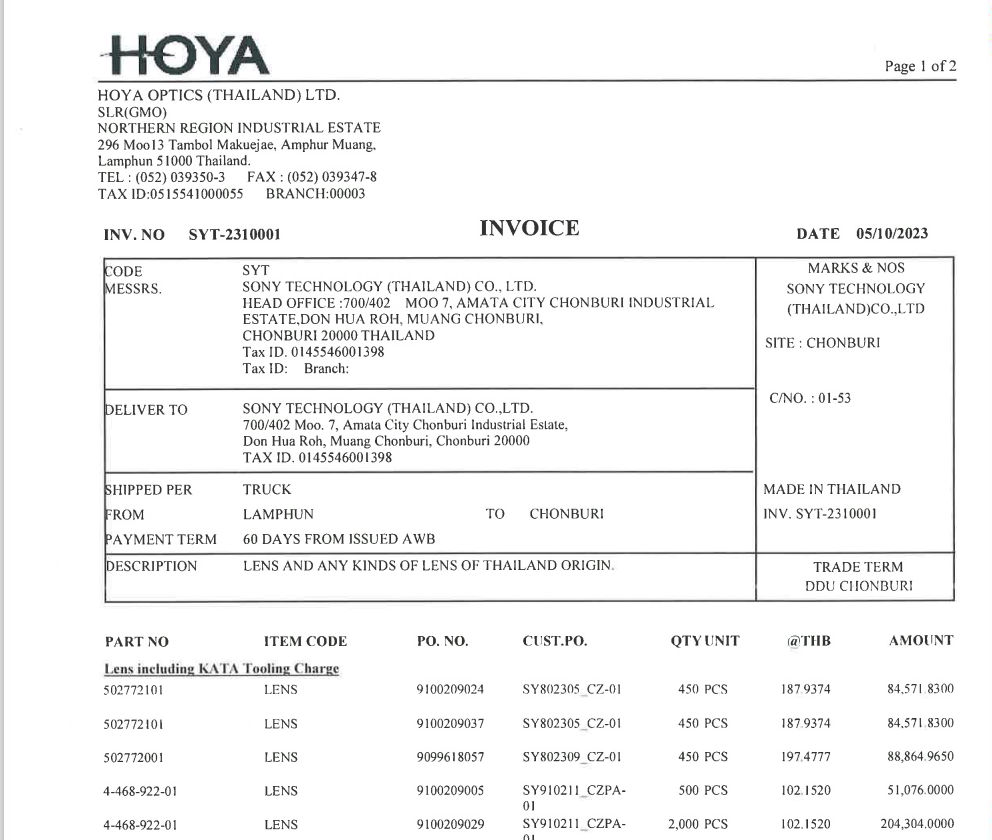 HOYA
Page 1 of 2
HOYA OPTICS (THAILAND) LTD.
SLR(GMO)
NORTHERN REGION INDUSTRIAL ESTATE
296 Moo13 Tambol Makuejae, Amphur Muang,
Lamphun 51000 Thailand.
TEL : (052) 039350-3 FAX : (052) 039347-8
TAX ID:0515541000055 BRANCH:00003
INV. NO SYT-2310001 INVOICE DATE 05/10/2023
CODE SYT
MESSRS. SONY TECHNOLOGY (THAILAND) CO., LTD.
HEAD OFFICE :700/402 MOO 7, AMATA CITY CHONBURI INDUSTRIAL
ESTATE,DON HUA ROH, MUANG CHONBURI,
CHONBURI 20000 THAILAND
Tax ID. 0145546001398
Tax ID: Branch:
MARKS & NOS
SONY TECHNOLOGY
(THAILAND)CO.,LTD
SITE : CHONBURI
C/NO. : 01-53
DELIVER TO SONY TECHNOLOGY (THAILAND) CO.,LTD.
700/402 Moo. 7, Amata City Chonburi Industrial Estate,
Don Hua Roh, Muang Chonburi, Chonburi 20000
TAX ID. 0145546001398
SHIPPED PER TRUCK
FROM LAMPHUN TO CHONBURI
PAYMENT TERM 60 DAYS FROM ISSUED AWB
MADE IN THAILAND
INV. SYT-2310001
DESCRIPTION LENS AND ANY KINDS OF LENS OF THAILAND ORIGIN.
TRADE TERM
DDU CHONBURI
PART NO ITEM CODE PO. NO. CUST.PO. QTY UNIT @THB AMOUNT
Lens including KATA Tooling Charge
502772101 LENS 9100209024 SY802305_CZ-01 450 PCS 187.9374 84,571.8300
502772101 LENS 9100209037 SY802305_CZ-01 450 PCS 187.9374 84,571.8300
502772001 LENS 9099618057 SY802309_CZ-01 450 PCS 197.4777 88,864.9650
4-468-922-01 LENS 9100209005 SY910211_CZPA- 500 PCS 102.1520 51,076.0000
01
4-468-922-01 LENS 9100209029 SY910211_CZPA- 2,000 PCS 102.1520 204,304.0000